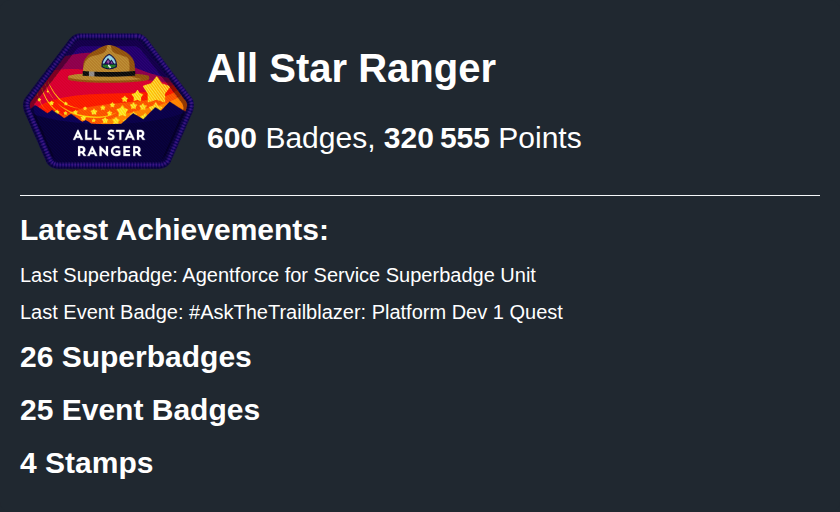 ALL STAR
RANGER
All Star Ranger
600 Badges, 320 555 Points
Latest Achievements:
Last Superbadge: Agentforce for Service Superbadge Unit
Last Event Badge: #AskTheTrailblazer: Platform Dev 1 Quest
26 Superbadges
25 Event Badges
4 Stamps